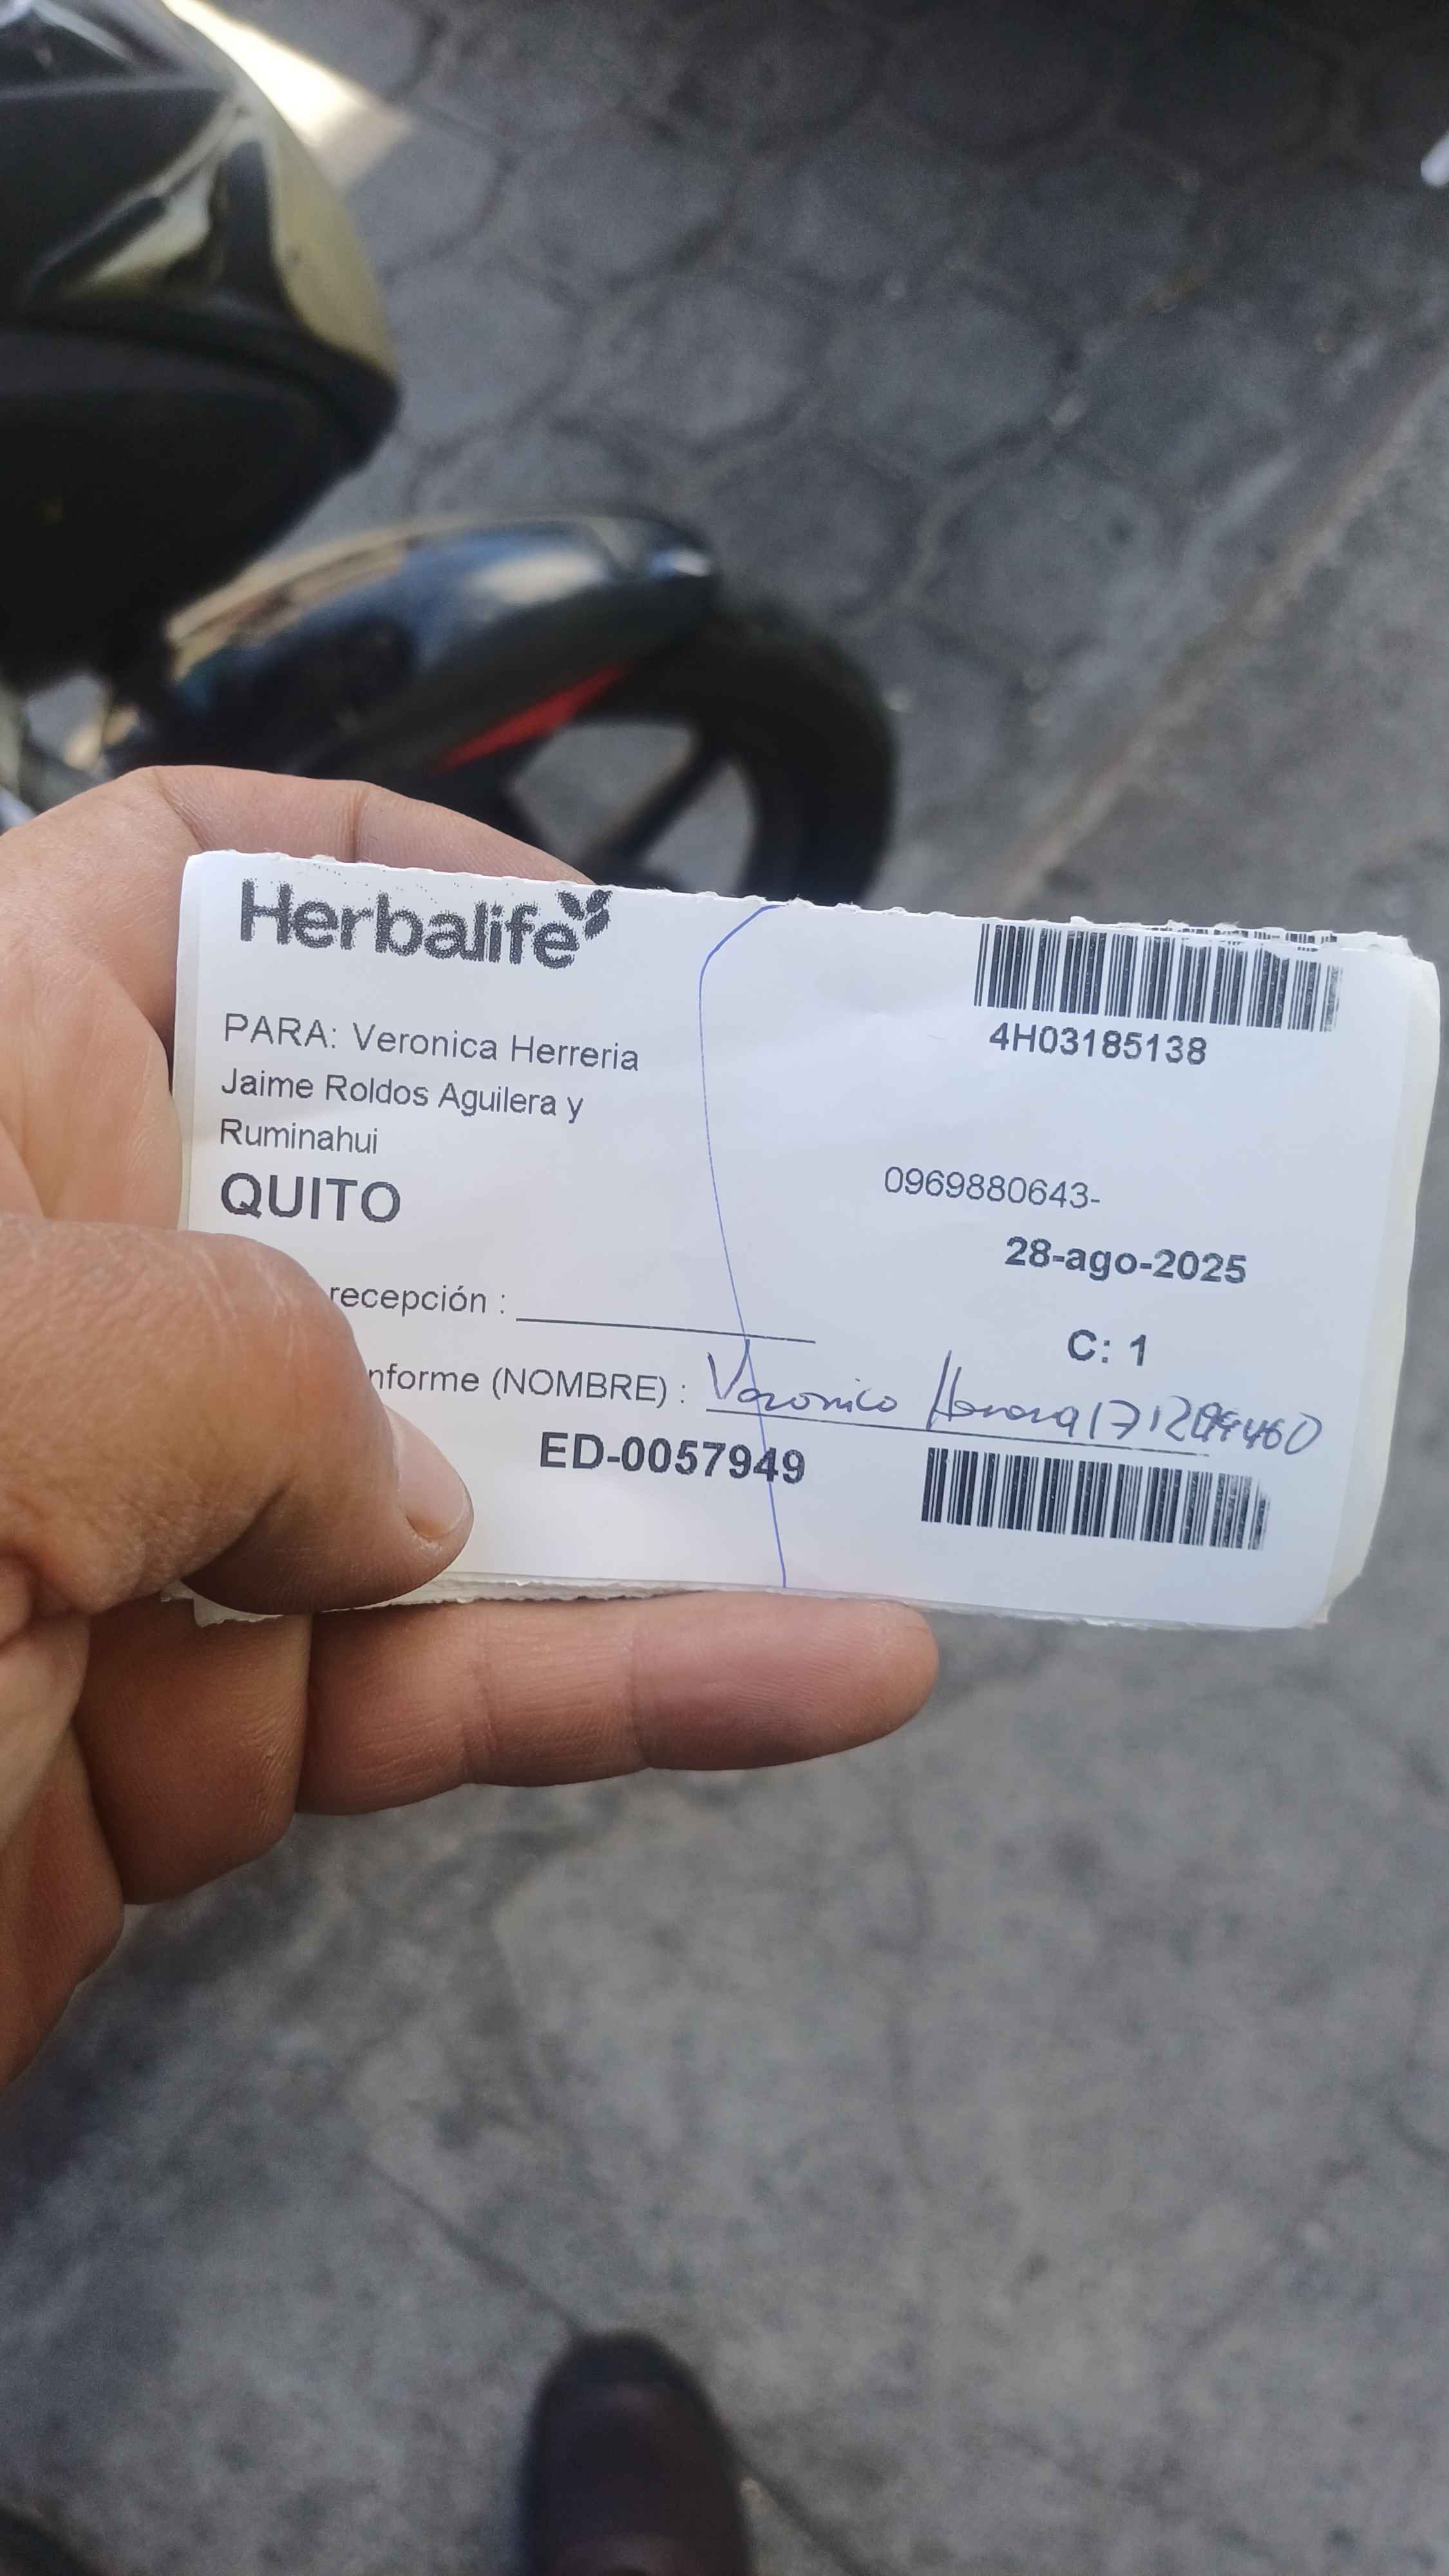 Herbalife
PARA: Veronica Herreria
Jaime Roldos Aguilera y
Ruminahui
QUITO
4H03185138
0969880643-
28-ago-2025
C: 1
recepción :
nforme (NOMBRE) : Veronica
ED-0057949